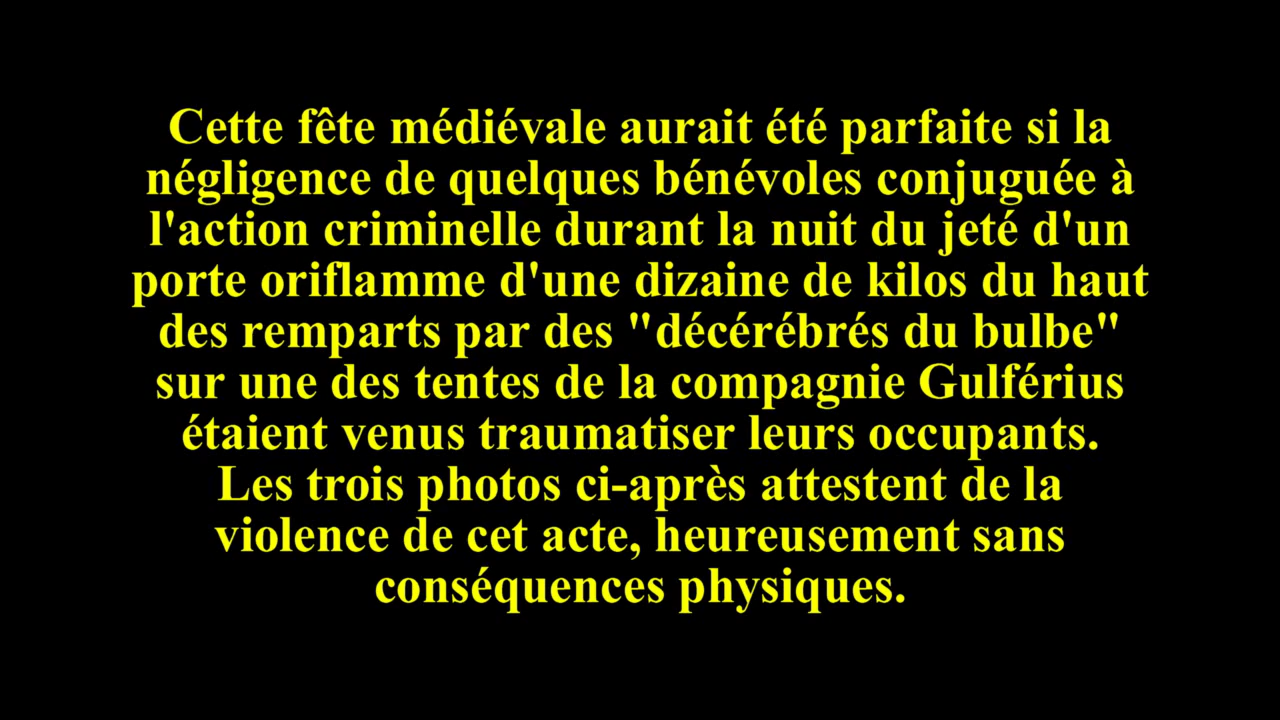 Cette fête médiévale aurait été parfaite si la
négligence de quelques bénévoles conjuguée à
l'action criminelle durant la nuit du jeté d'un
porte oriflamme d'une dizaine de kilos du haut
des remparts par des "décérébrés du bulbe"
sur une des tentes de la compagnie Gulférius
étaient venus traumatiser leurs occupants.
Les trois photos ci-après attestent de la
violence de cet acte, heureusement sans
conséquences physiques.